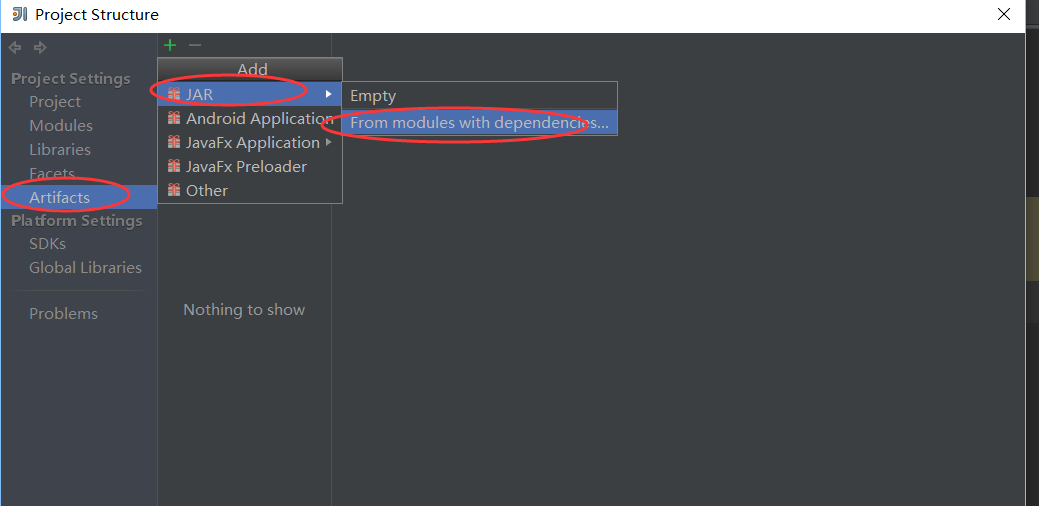 Project Structure
Project Settings
Project
Modules
Libraries
Facets
Artifacts
Platform Settings
SDKs
Global Libraries
Problems
Add
JAR
Android Application
JavaFx Application
JavaFx Preloader
Other
Empty
From modules with dependencies...
Nothing to show